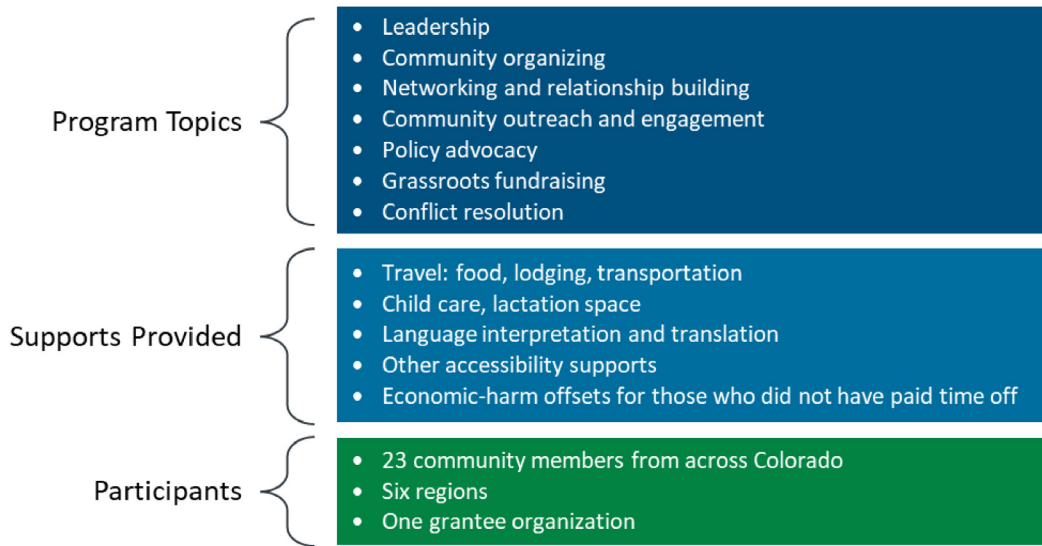 Program Topics
• Leadership
• Community organizing
• Networking and relationship building
• Community outreach and engagement
• Policy advocacy
• Grassroots fundraising
• Conflict resolution
Supports Provided
• Travel: food, lodging, transportation
• Child care, lactation space
• Language interpretation and translation
• Other accessibility supports
• Economic-harm offsets for those who did not have paid time off
Participants
• 23 community members from across Colorado
• Six regions
• One grantee organization